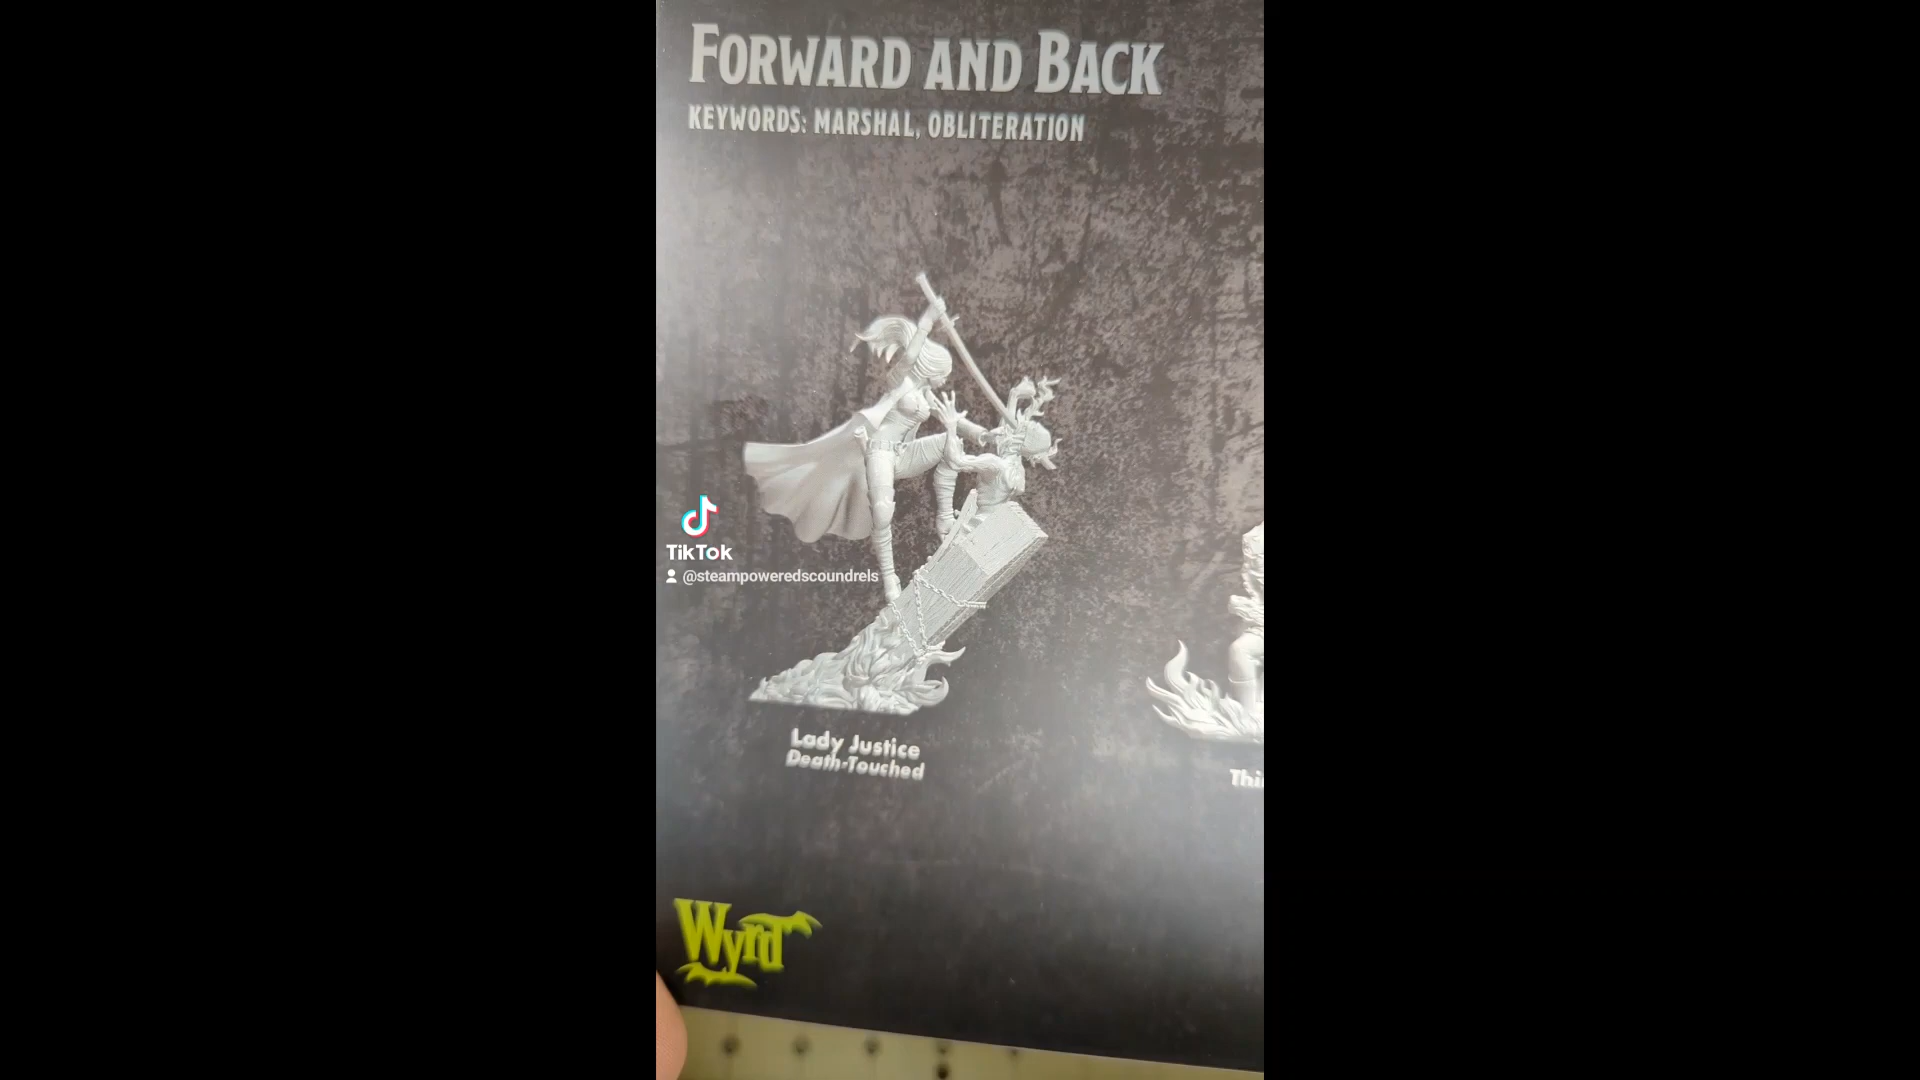 FORWARD AND BACK
KEYWORDS: MARSHAL, OBLITERATION
TikTok
@steampoweredscoundrels
Lady Justice
Death-Touched
Wyrd